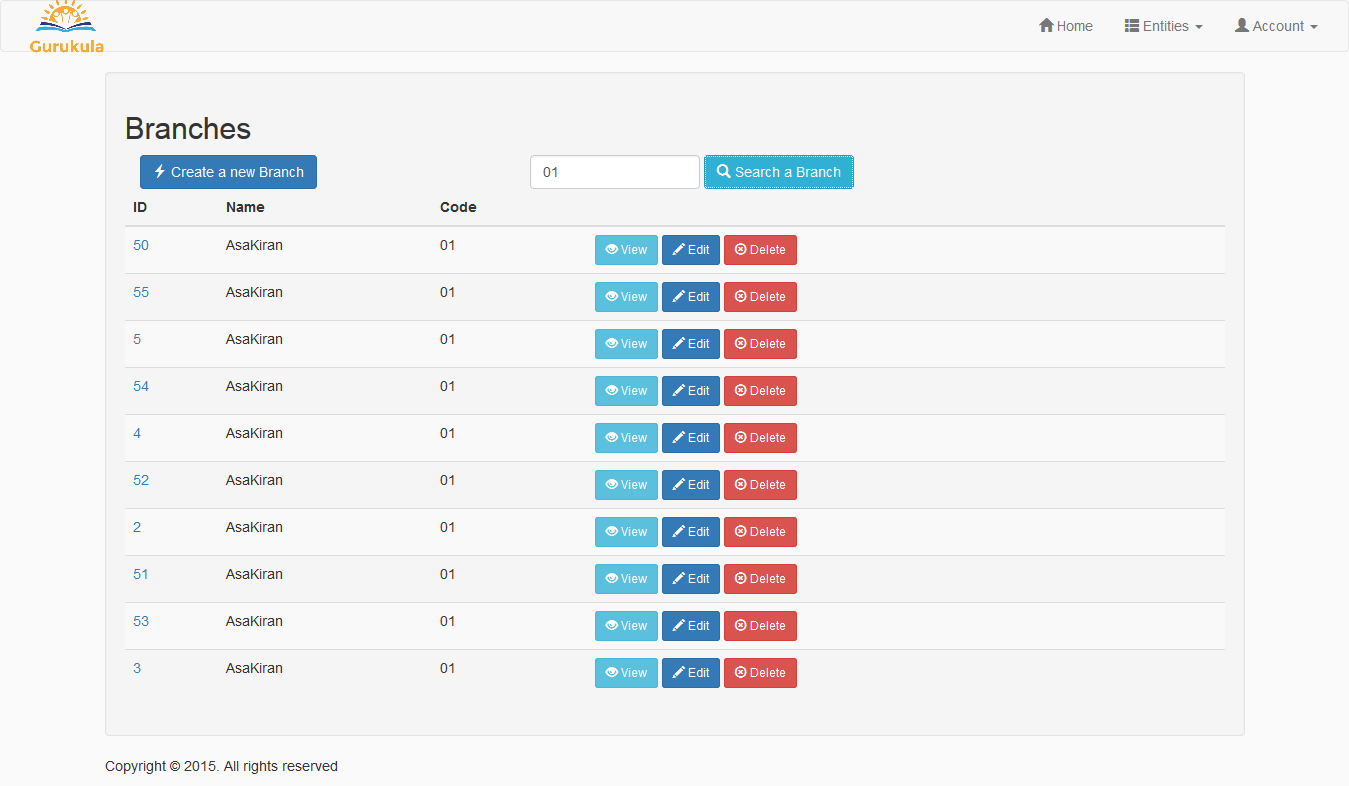 Gurukula
Home Entities Account
Branches
Create a new Branch 01 Search a Branch
ID Name Code
50 AsaKiran 01 View Edit Delete
55 AsaKiran 01 View Edit Delete
5 AsaKiran 01 View Edit Delete
54 AsaKiran 01 View Edit Delete
4 AsaKiran 01 View Edit Delete
52 AsaKiran 01 View Edit Delete
2 AsaKiran 01 View Edit Delete
51 AsaKiran 01 View Edit Delete
53 AsaKiran 01 View Edit Delete
3 AsaKiran 01 View Edit Delete
Copyright © 2015. All rights reserved